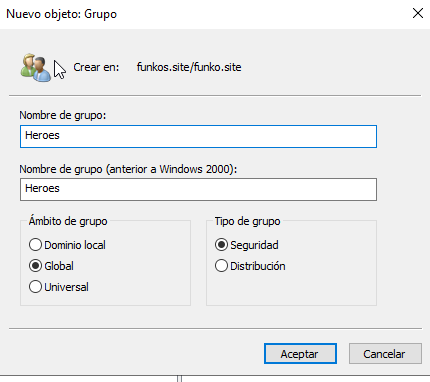 Nuevo objeto: Grupo
Crear en: funkos.site/funko.site
Nombre de grupo:
Heroes
Nombre de grupo (anterior a Windows 2000):
Heroes
Ámbito de grupo
Dominio local
Global
Universal
Tipo de grupo
Seguridad
Distribución
Aceptar
Cancelar